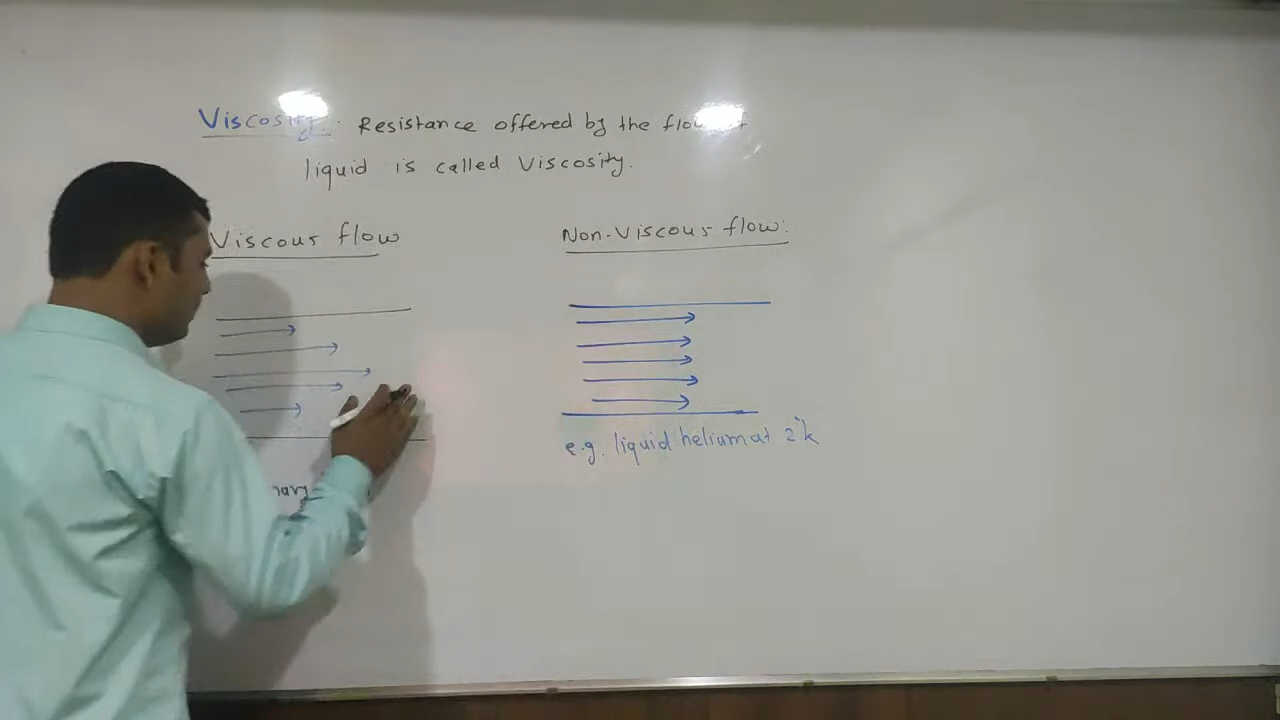 Viscosity: Resistance offered by the flow of
liquid is called Viscosity.
Viscous flow
Non-Viscous flow:
e.g. liquid helium at 2°k